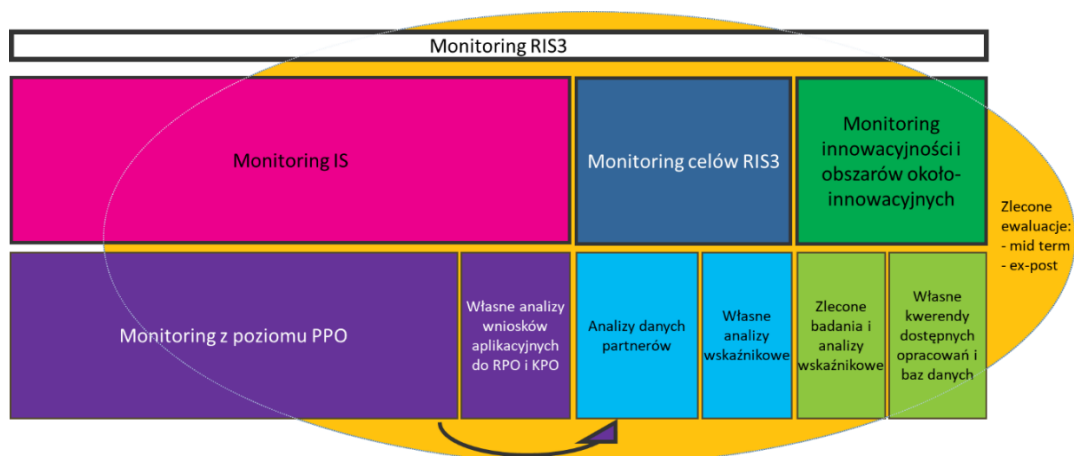 Monitoring RIS3
Monitoring IS
Monitoring celów RIS3
Monitoring
innowacyjności i
obszarów około-
innowacyjnych
Zlecone
ewaluacje:
- mid term
- ex-post
Monitoring z poziomu PPO
Własne analizy
wniosków
aplikacyjnych
do RPO i KPO
Analizy danych
partnerów
Własne
analizy
wskaźnikowe
Zlecone
badania i
analizy
wskaźnikowe
Własne
kwerendy
dostępnych
opracowań i
baz danych